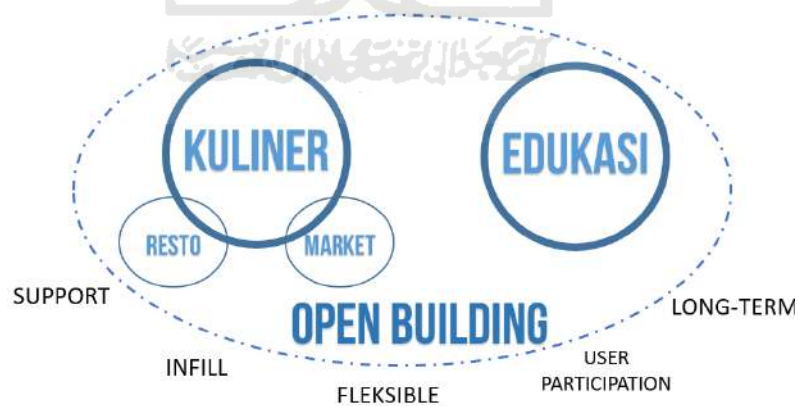 KULINER
EDUKASI
RESTO
MARKET
SUPPORT
OPEN BUILDING
LONG-TERM
INFILL
USER
PARTICIPATION
FLEKSIBLE